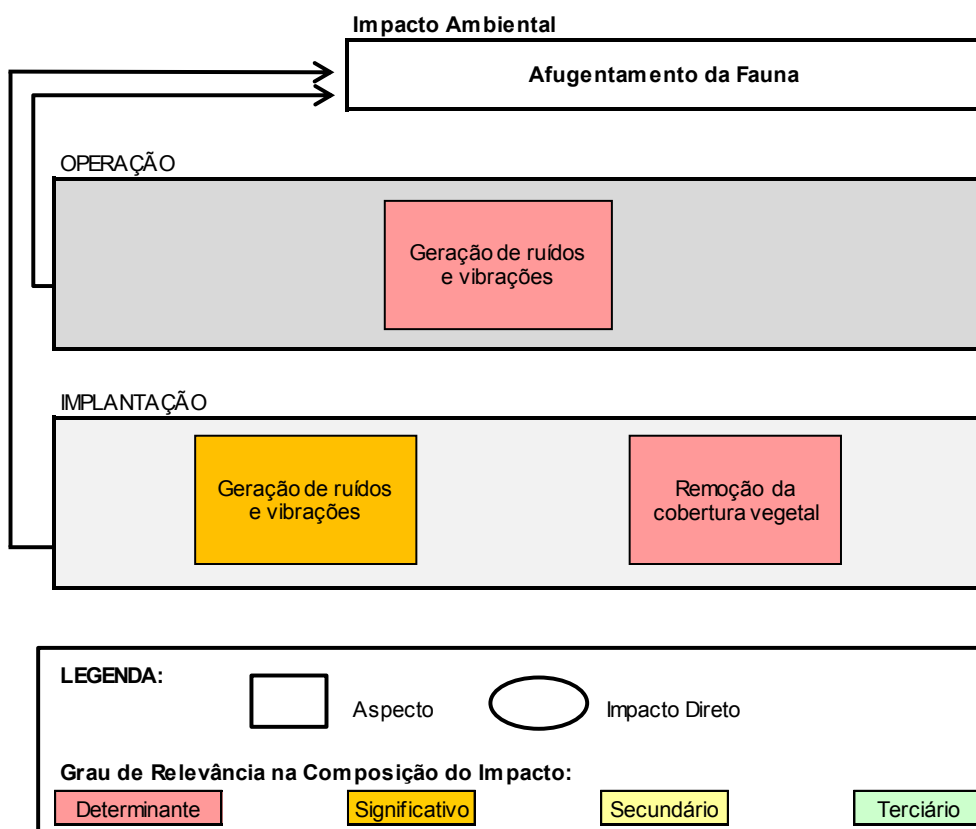 Impacto Ambiental
Afugentamento da Fauna
OPERAÇÃO
Geração de ruídos
e vibrações
IMPLANTAÇÃO
Geração de ruídos
e vibrações
Remoção da
cobertura vegetal
LEGENDA:
Aspecto
Impacto Direto
Grau de Relevância na Composição do Impacto:
Determinante
Significativo
Secundário
Terciário